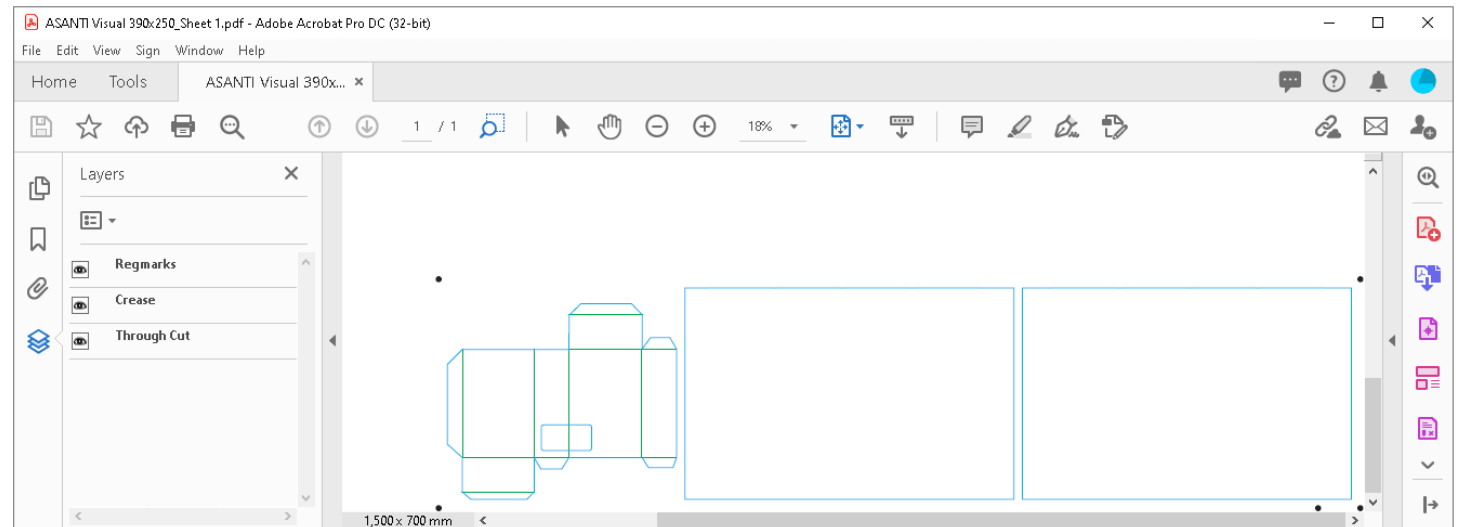 ASANTI Visual 390x250_Sheet 1.pdf - Adobe Acrobat Pro DC (32-bit)
File Edit View Sign Window Help
Home Tools ASANTI Visual 390x...
1 / 1 18%
Layers
Regmarks
Crease
Through Cut
1,500 x 700 mm